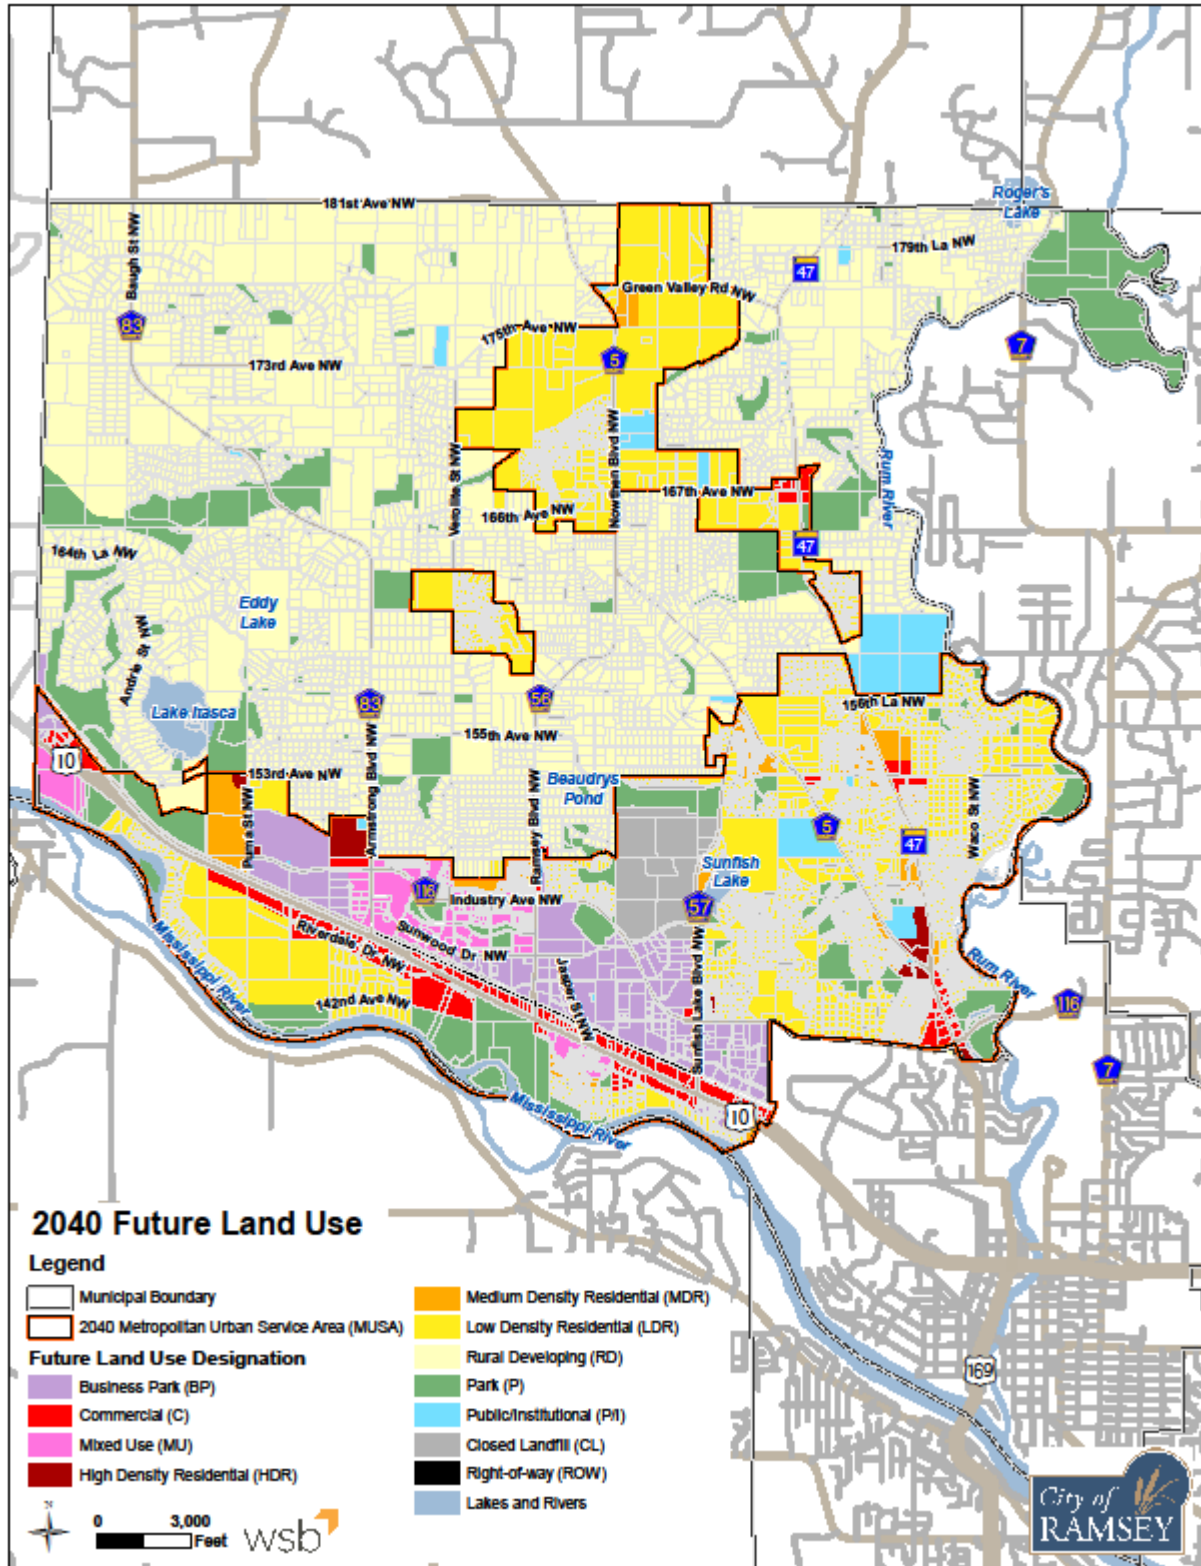 Roger's
Lake
181st Ave NW
179th La NW
Baugh St NW
47
Green Valley Rd NW
83
175th Ave NW
7
5
173rd Ave NW
Nowthen Blvd NW
Variolite St NW
Rum River
167th Ave NW
166th Ave NW
47
164th La NW
Eddy
Lake
Andrie St NW
Lake Itasca
83
56
156th La NW
155th Ave NW
10
153rd Ave NW
Armstrong Blvd NW
Beaudrys
Pond
Ramsey Blvd NW
Puma St NW
Waco St NW
5
47
Sunfish
Lake
116
Industry Ave NW
57
Sunwood Dr NW
Riverdale Dr NW
Mississippi River
Jasper St NW
Sunfish Lake Blvd NW
Rum River
142nd Ave NW
116
7
Mississippi River
10
169
2040 Future Land Use
Legend
Municipal Boundary
2040 Metropolitan Urban Service Area (MUSA)
Future Land Use Designation
Business Park (BP)
Commercial (C)
Mixed Use (MU)
High Density Residential (HDR)
Medium Density Residential (MDR)
Low Density Residential (LDR)
Rural Developing (RD)
Park (P)
Public/Institutional (P/I)
Closed Landfill (CL)
Right-of-way (ROW)
Lakes and Rivers
N
0 3,000
Feet
wsb
City of
RAMSEY